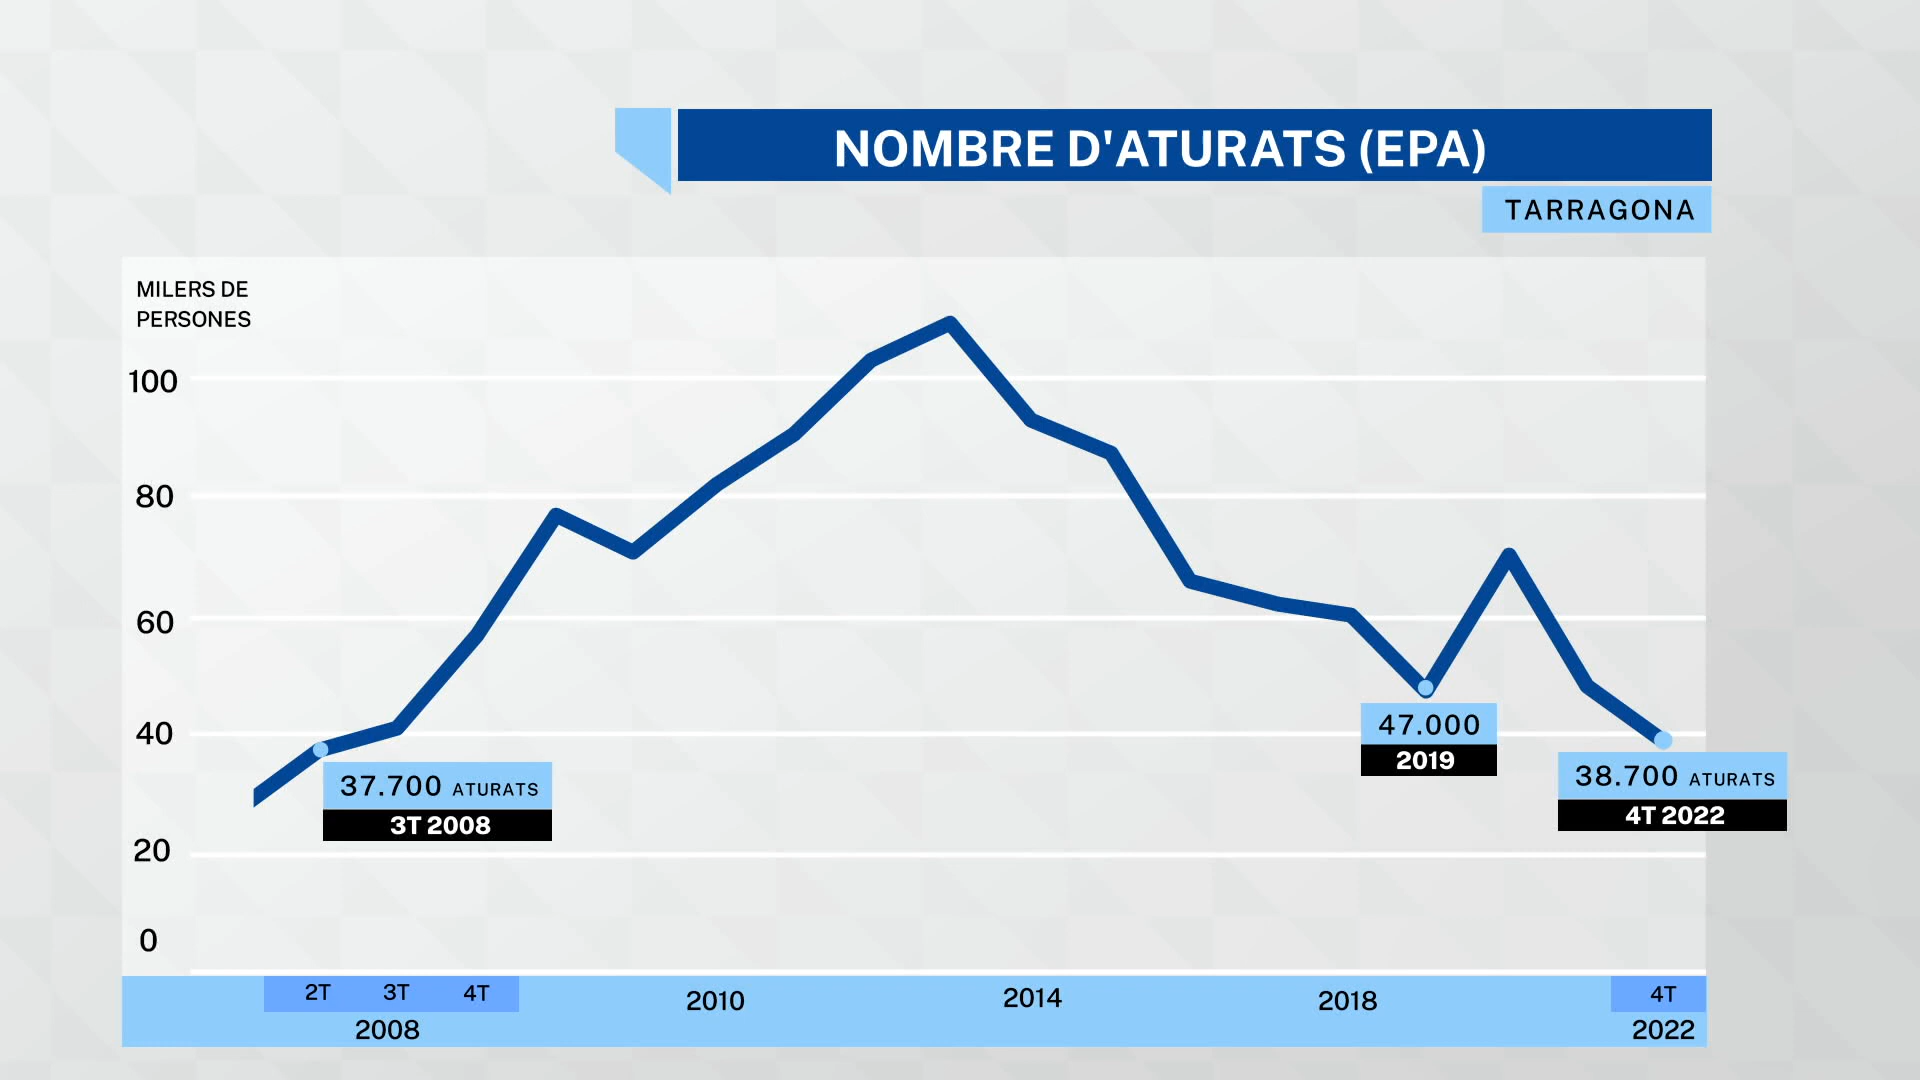 NOMBRE D'ATURATS (EPA)
TARRAGONA
MILERS DE
PERSONES
100
80
60
40
20
0
37.700 ATURATS
3T 2008
47.000
2019
38.700 ATURATS
4T 2022
2T 3T 4T
2008
2010
2014
2018
4T
2022